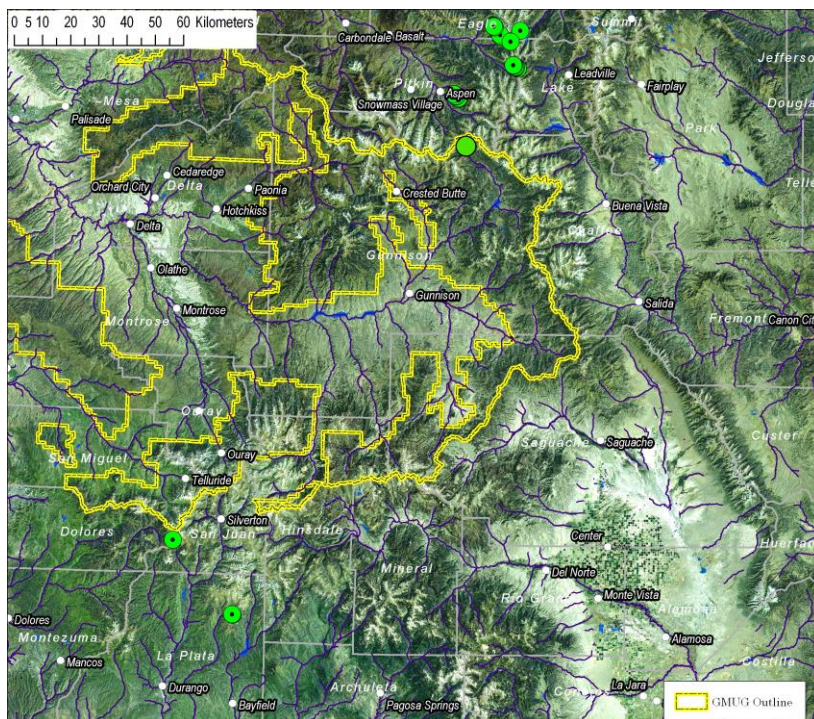 0 5 10 20 30 40 50 60 Kilometers
Eagle
Summit
Carbondale
Basalt
Jefferso
Pitkin
Leadville
Aspen
Lake
Fairplay
Snowmass Village
Mesa
Dougla
Palisade
Park
Cedaredge
Telle
Orchard City
Delta
Paonia
Crested Butte
Hotchkiss
Buena Vista
Delta
Chaffee
Gunnison
Olathe
Gunnison
Salida
Montrose
Montrose
Fremont
Canon City
Ouray
Custer
Saguache
Saguache
San Miguel
Ouray
Telluride
Silverton
Dolores
San Juan
Hinsdale
Center
Huerfa
Mineral
Del Norte
Rio Grande
Monte Vista
Alamosa
Dolores
Montezuma
Alamosa
La Plata
Mancos
Costilla
Durango
La Jara
Archuleta
Bayfield
Pagosa Springs
GMUG Outline